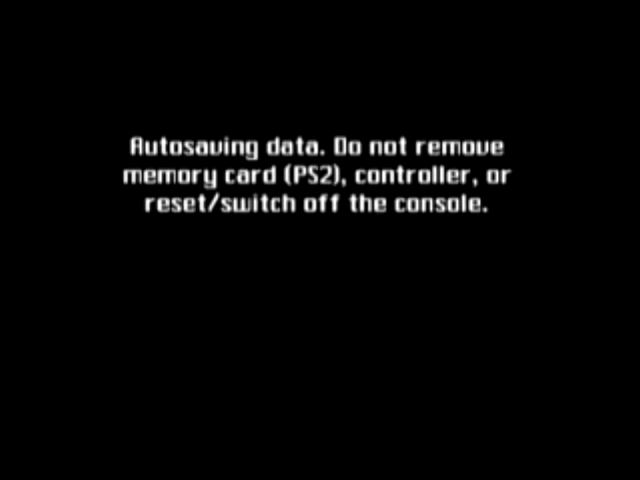 Autosaving data. Do not remove
memory card (PS2), controller, or
reset/switch off the console.